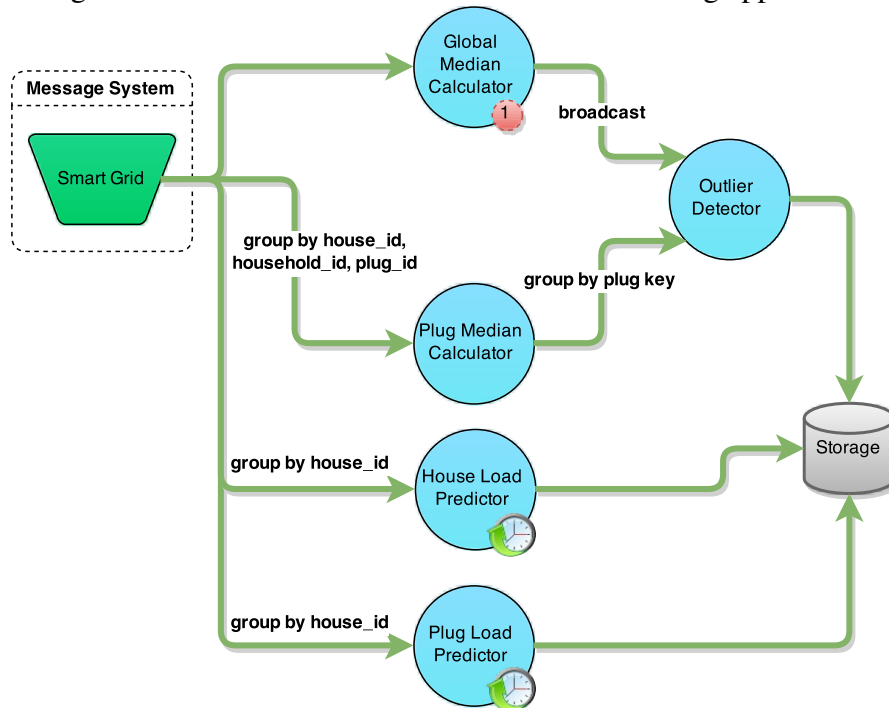 Global
Median
Calculator
1
Message System
Smart Grid
broadcast
Outlier
Detector
group by house_id,
household_id, plug_id
group by plug key
Plug Median
Calculator
Storage
group by house_id
House Load
Predictor
group by house_id
Plug Load
Predictor